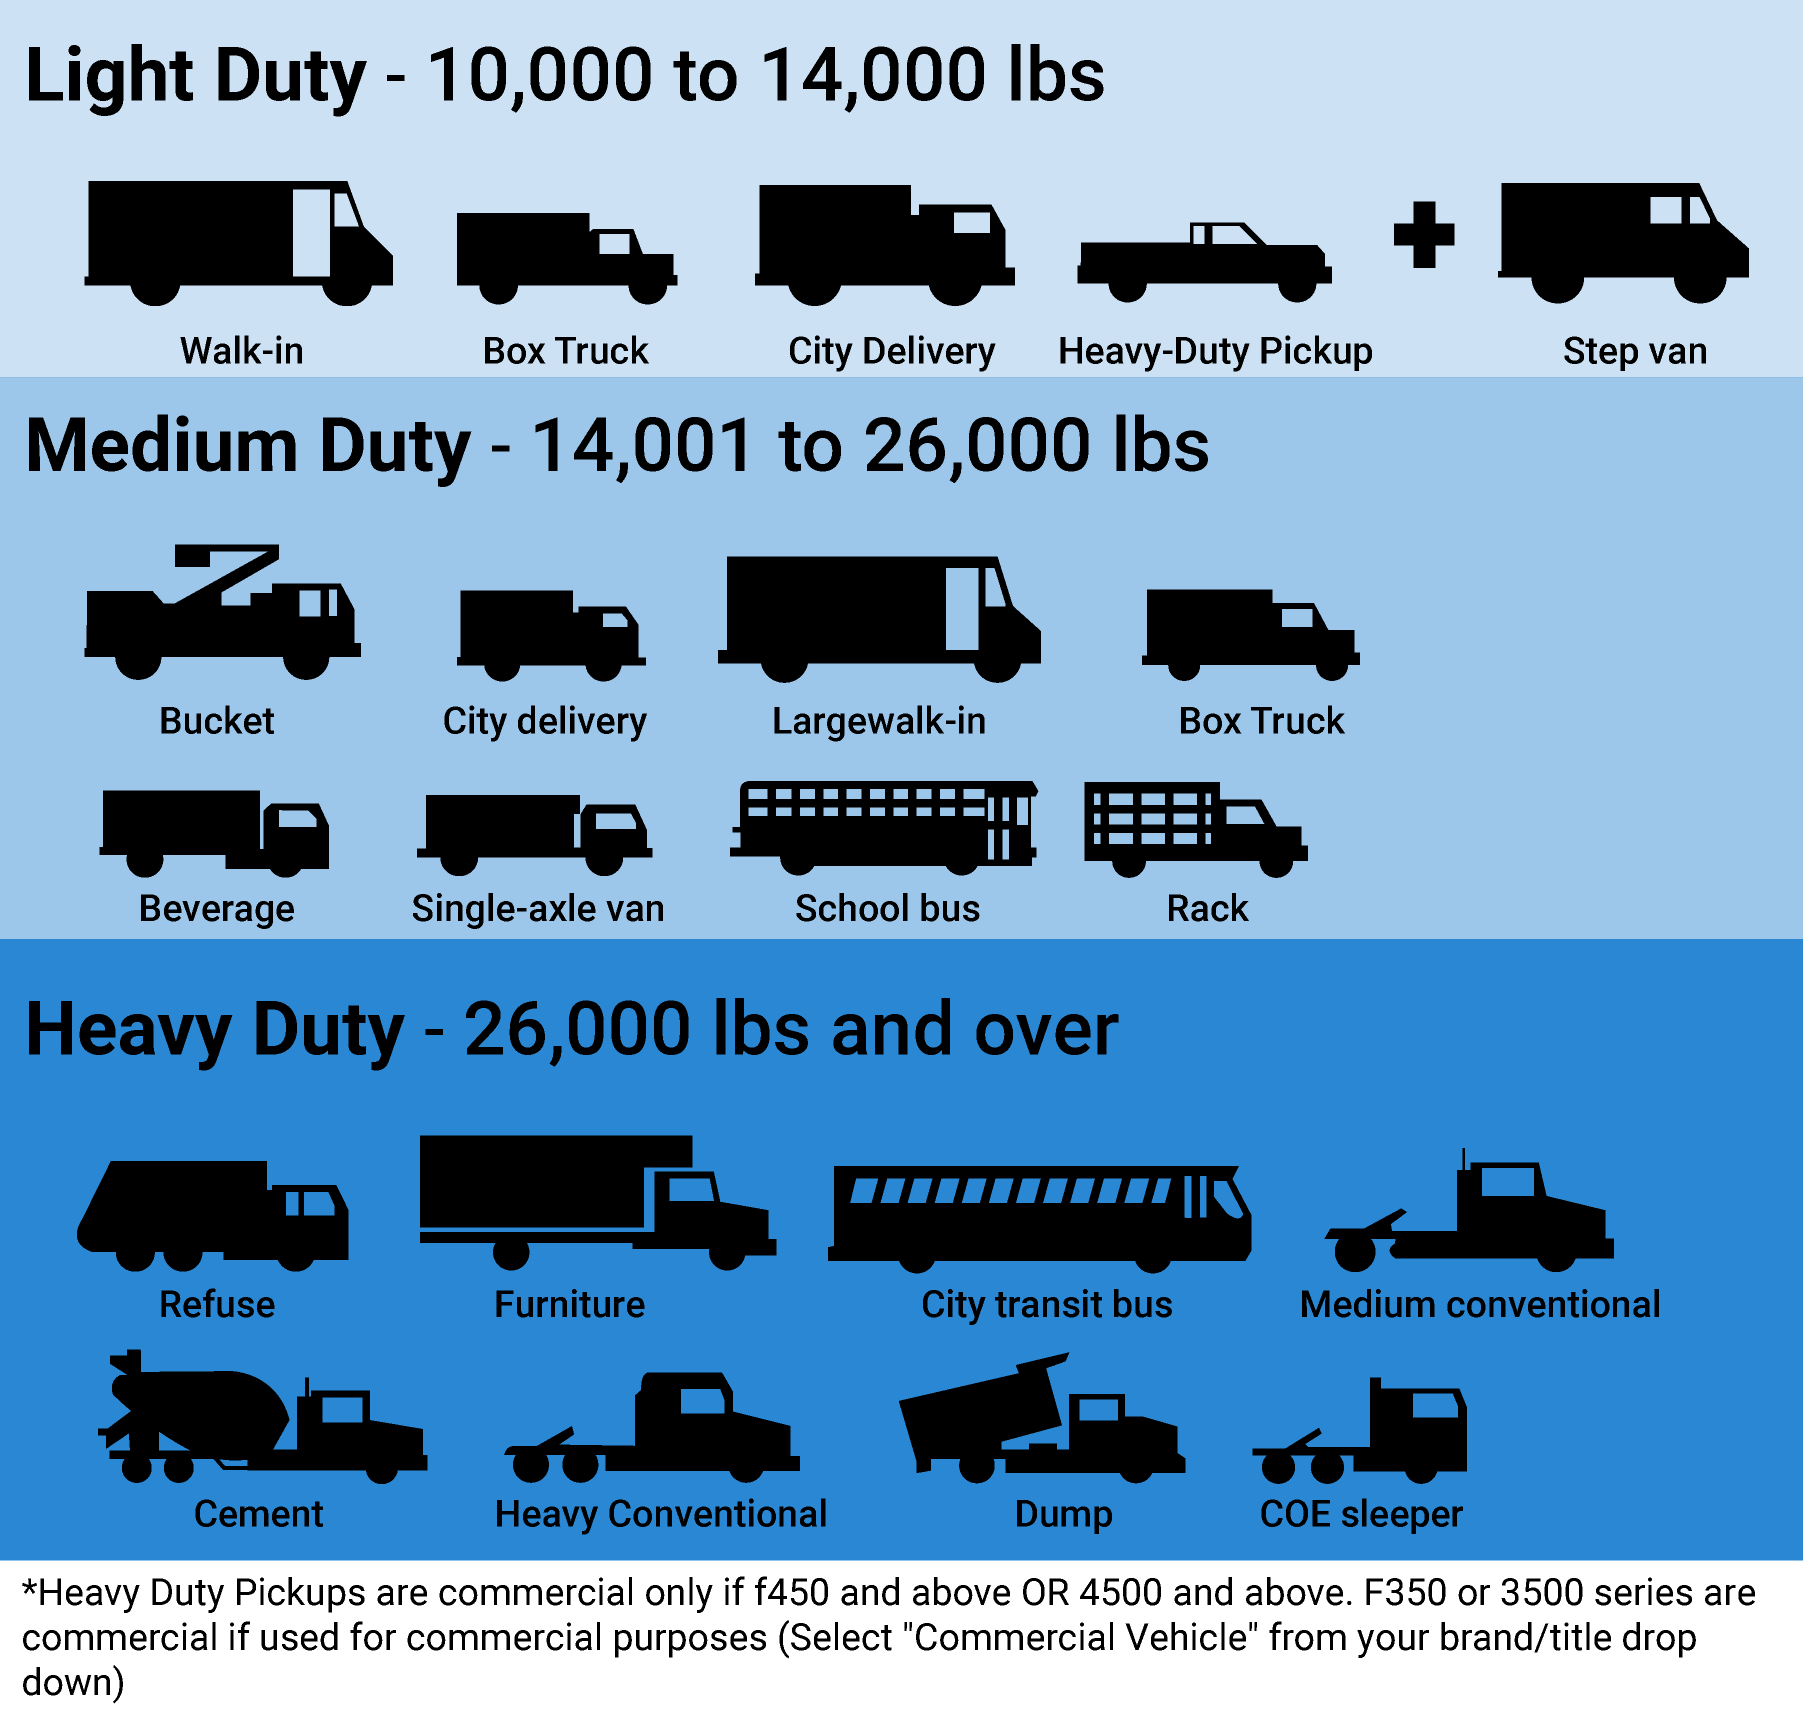 Light Duty - 10,000 to 14,000 lbs
Walk-in
Box Truck
City Delivery
Heavy-Duty Pickup
Step van
Medium Duty - 14,001 to 26,000 lbs
Bucket
City delivery
Largewalk-in
Box Truck
Beverage
Single-axle van
School bus
Rack
Heavy Duty - 26,000 lbs and over
Refuse
Furniture
City transit bus
Medium conventional
Cement
Heavy Conventional
Dump
COE sleeper
*Heavy Duty Pickups are commercial only if f450 and above OR 4500 and above. F350 or 3500 series are
commercial if used for commercial purposes (Select "Commercial Vehicle" from your brand/title drop
down)